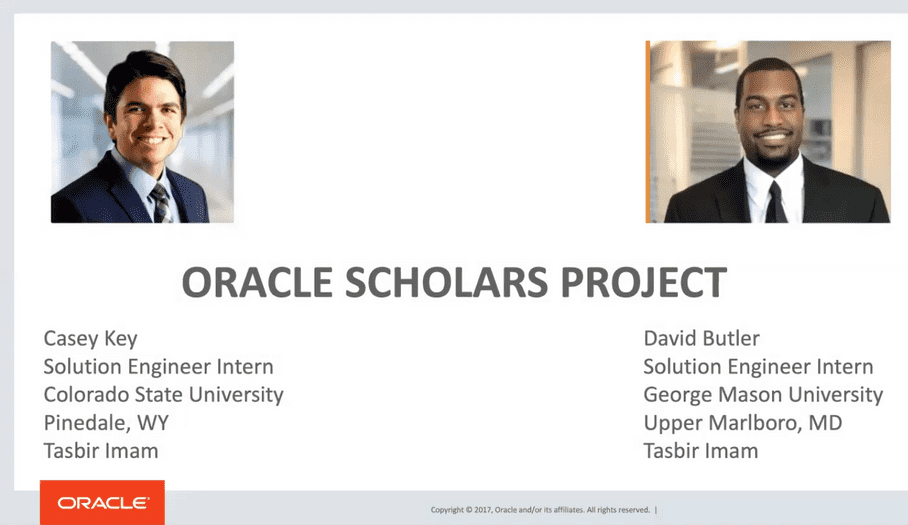 ORACLE SCHOLARS PROJECT
Casey Key
Solution Engineer Intern
Colorado State University
Pinedale, WY
Tasbir Imam
David Butler
Solution Engineer Intern
George Mason University
Upper Marlboro, MD
Tasbir Imam
ORACLE®
Copyright © 2017, Oracle and/or its affiliates. All rights reserved. |